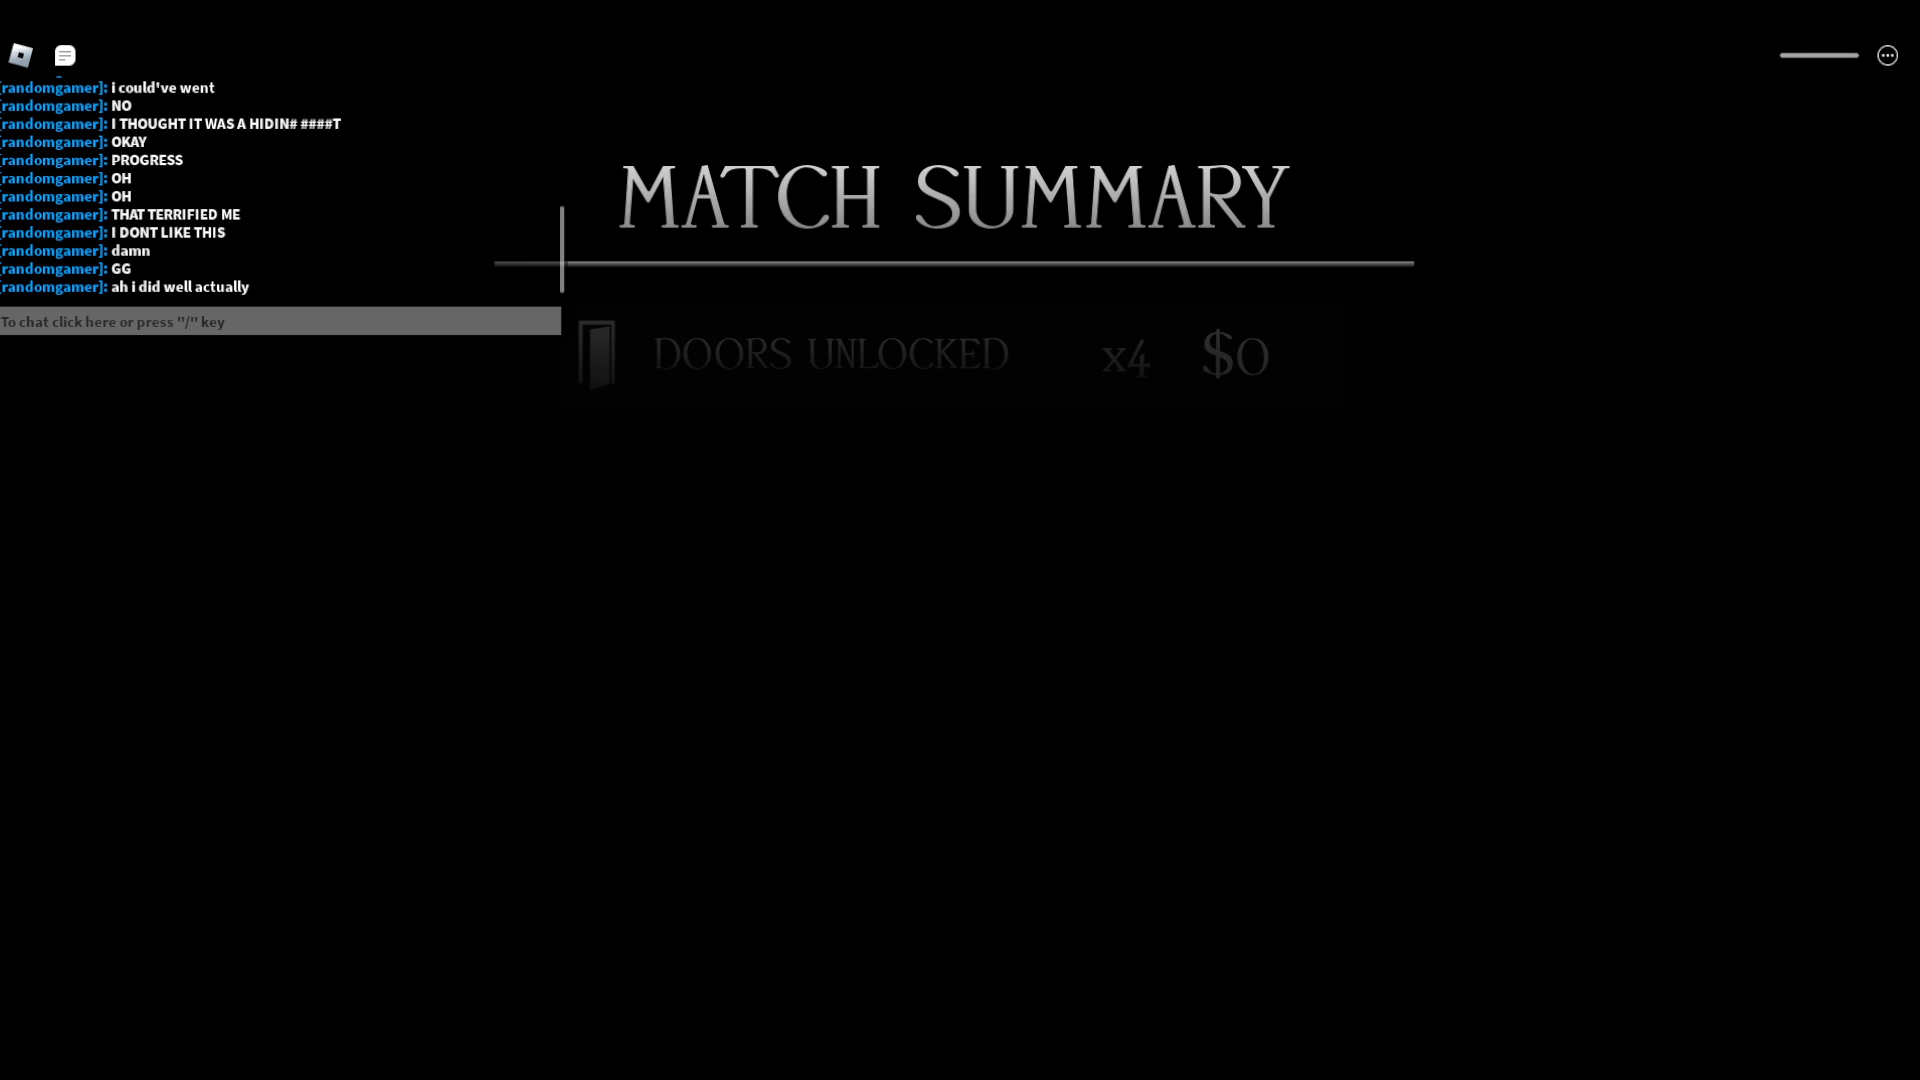 [randomgamer]: i could've went
[randomgamer]: NO
[randomgamer]: I THOUGHT IT WAS A HIDIN# ####T
[randomgamer]: OKAY
[randomgamer]: PROGRESS
[randomgamer]: OH
[randomgamer]: OH
[randomgamer]: THAT TERRIFIED ME
[randomgamer]: I DONT LIKE THIS
[randomgamer]: damn
[randomgamer]: GG
[randomgamer]: ah i did well actually
To chat click here or press "/" key
MATCH SUMMARY
DOORS UNLOCKED x4 $0